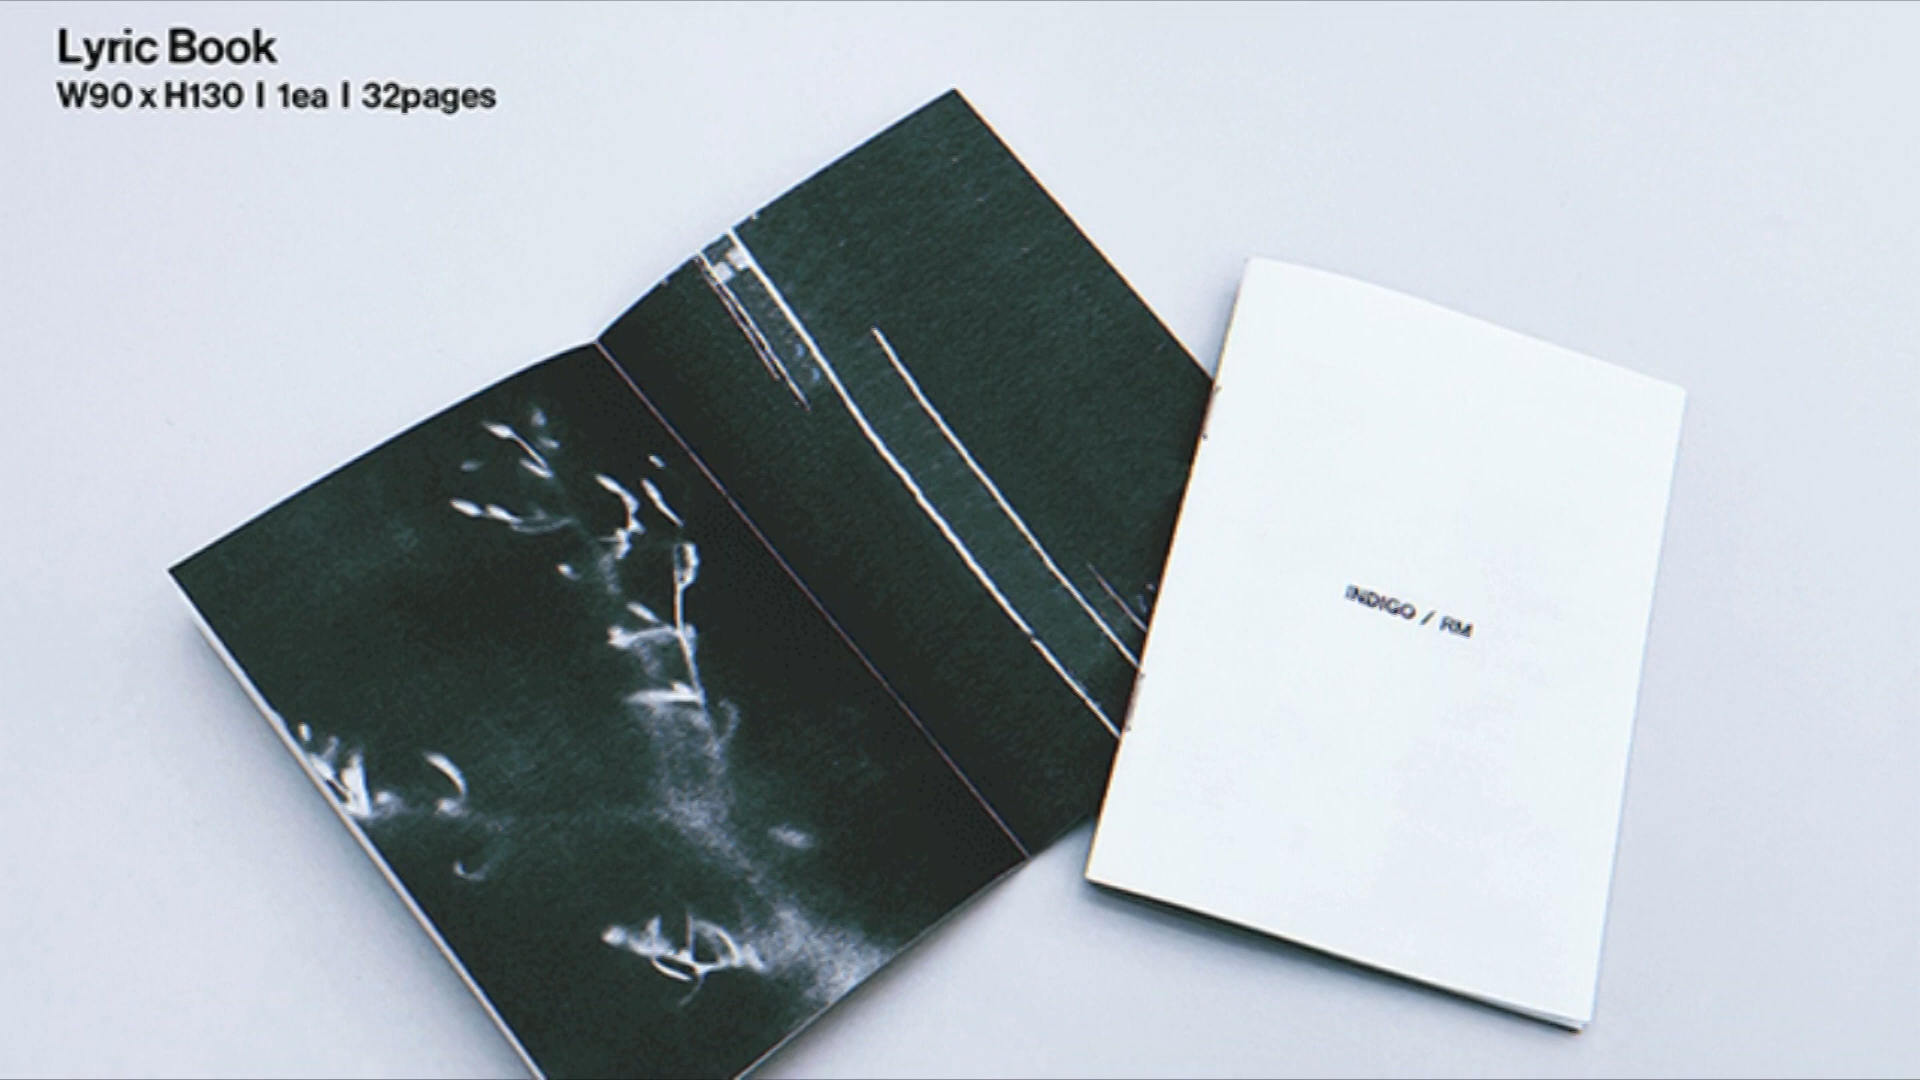 Lyric Book
W90 x H130 | 1ea | 32pages
INDIGO / RM